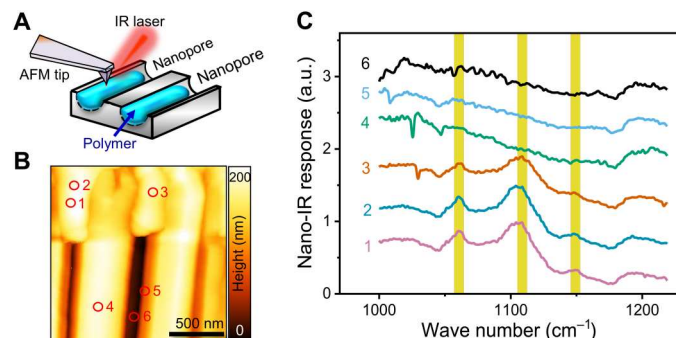 A
IR laser
Nanopore
Nanopore
AFM tip
Polymer
B
2
1
3
4
5
6
500 nm
200
Height (nm)
0
C
Nano-IR response (a.u.)
3
2
1
0
6
5
4
3
2
1
1000
1100
1200
Wave number (cm⁻¹)